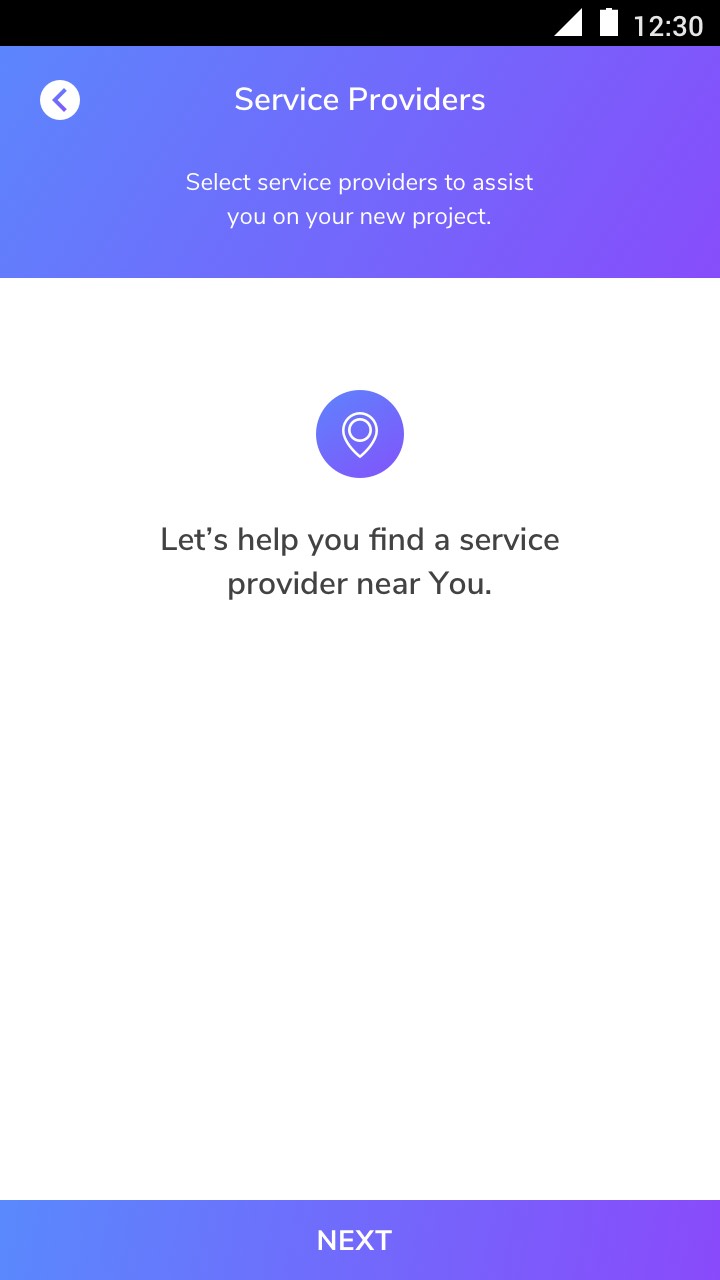 12:30
Service Providers
Select service providers to assist
you on your new project.
Let’s help you find a service
provider near You.
NEXT